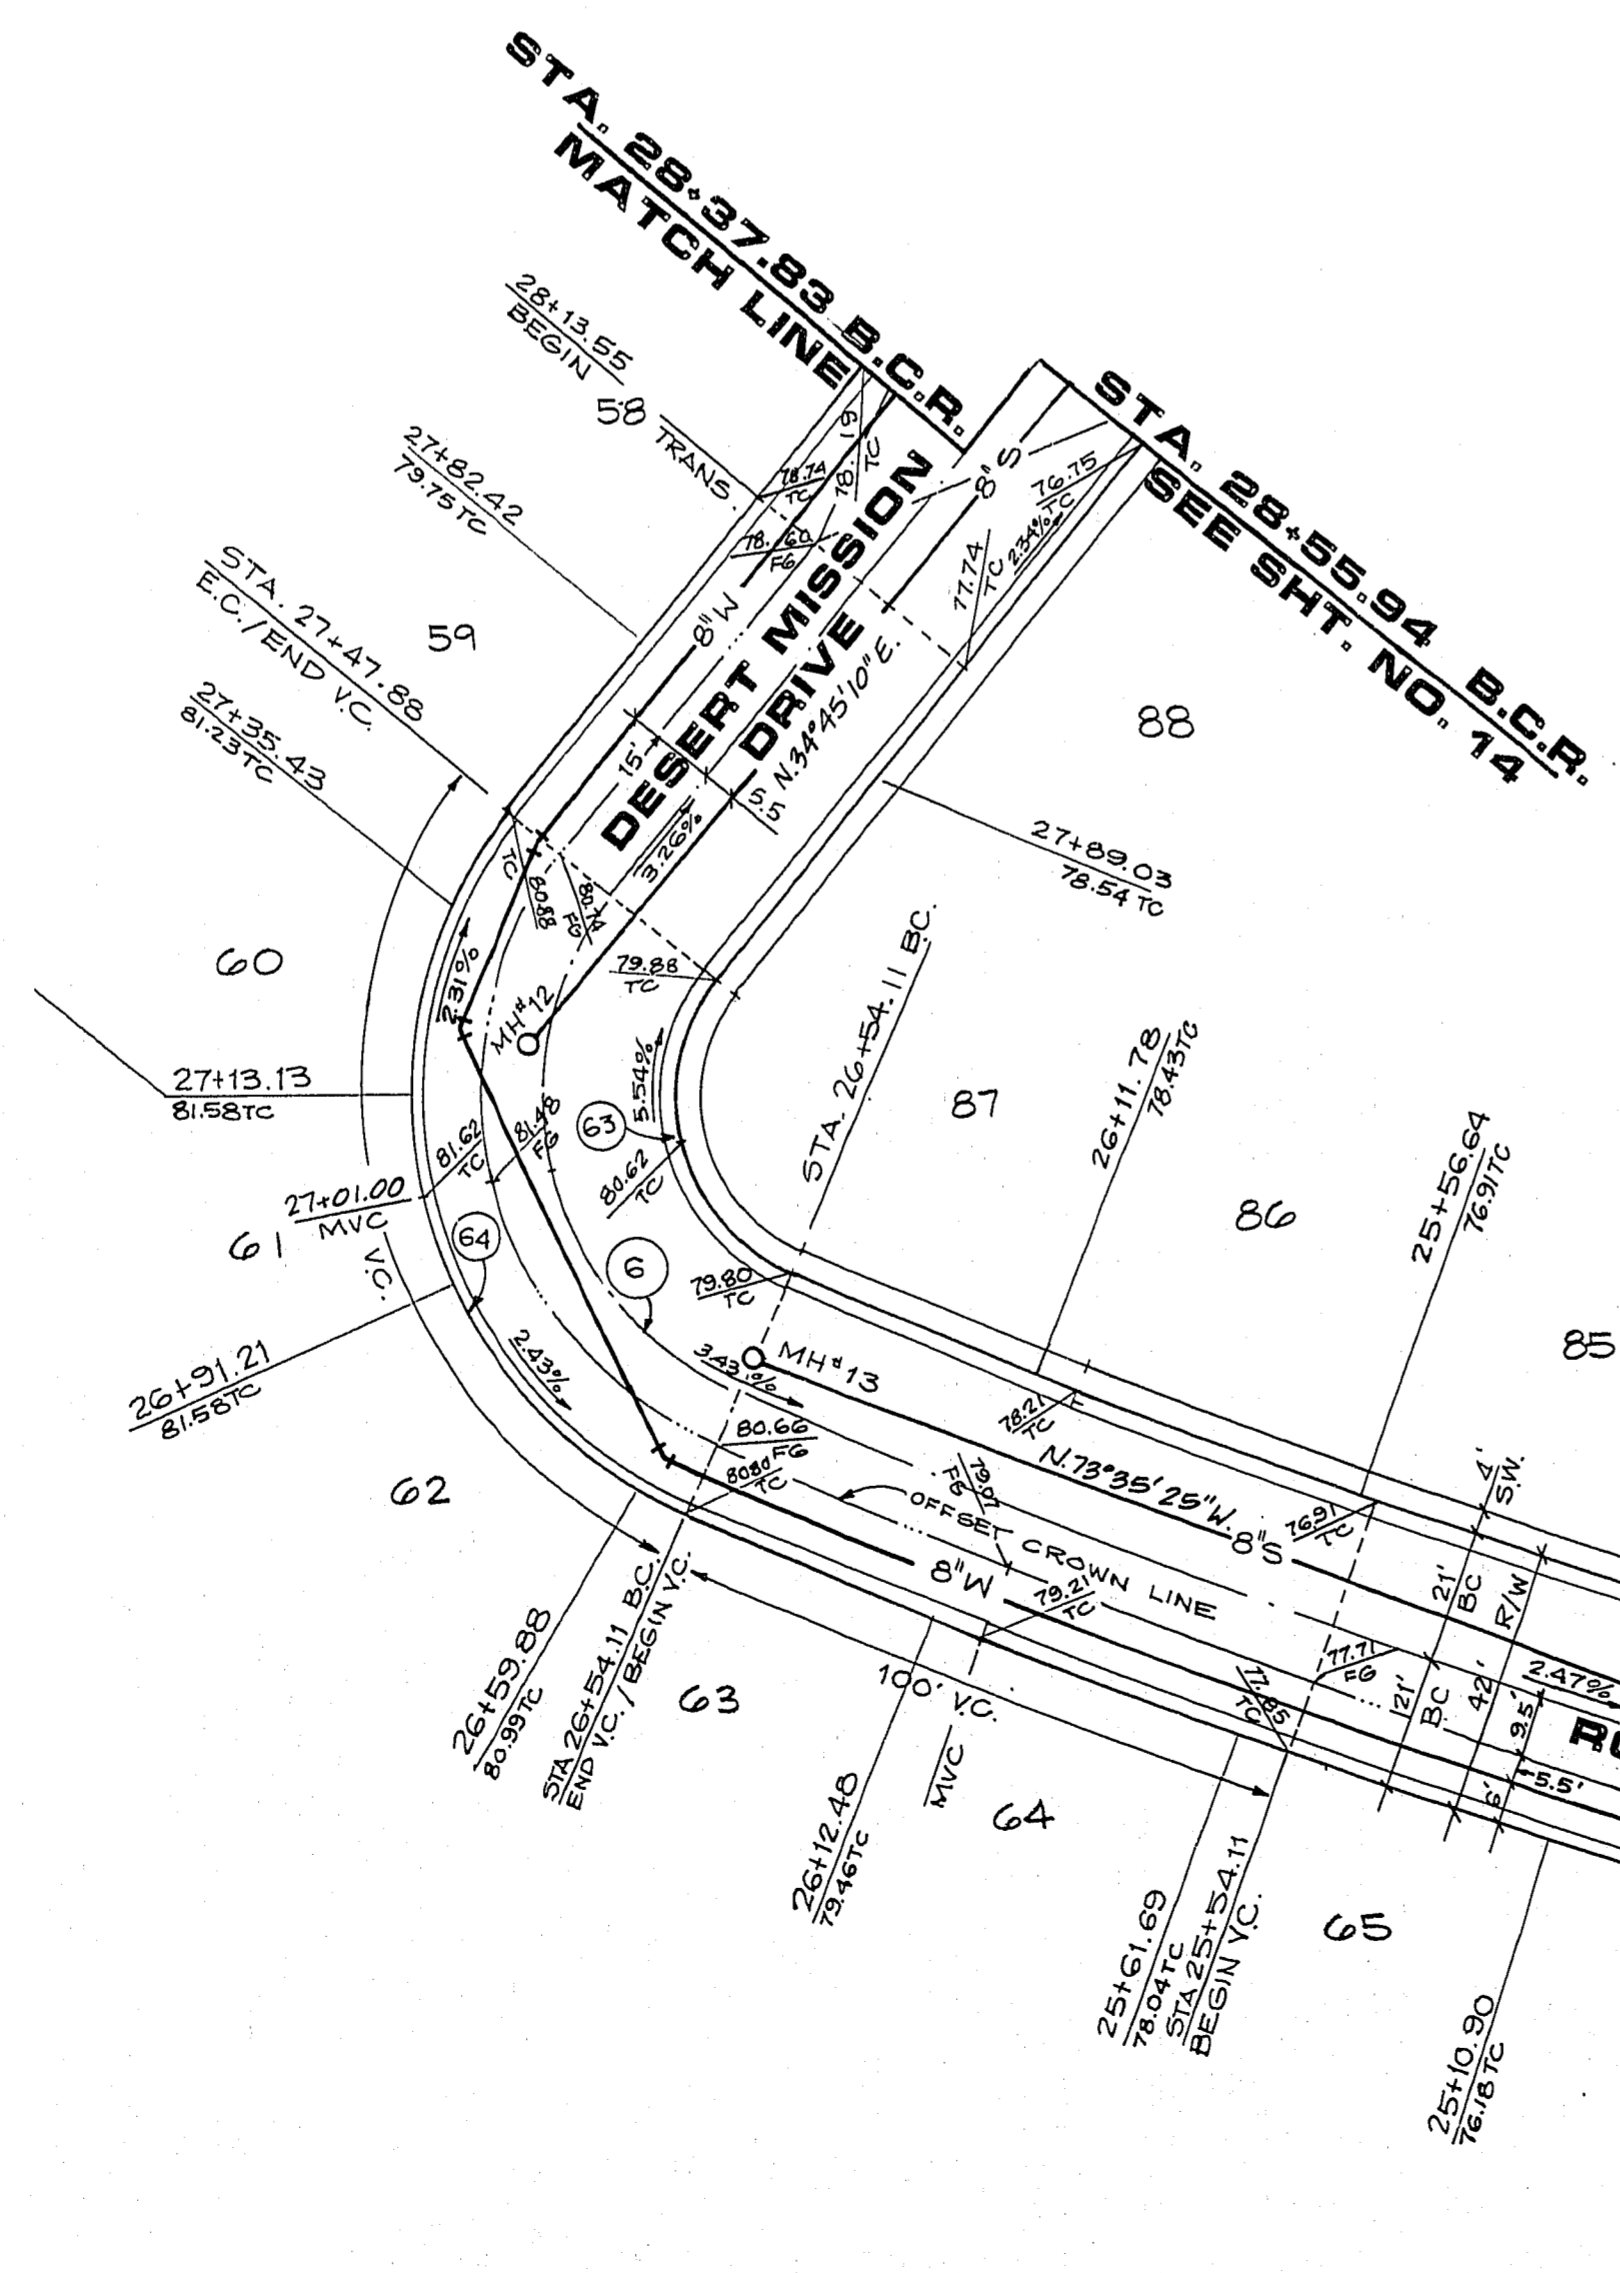 STA. 28+37.83 B.C.R.
MATCH LINE
28+13.55
BEGIN
TRANS.
58
27+82.42
79.75 TC
STA. 27+47.88
E.C./END V.C.
59
27+35.43
81.23TC
60
27+13.13
81.58TC
27+01.00
MVC
V.C.
61
26+91.21
81.58TC
62
STA. 28+55.94 B.C.R.
SEE SHT. NO. 14
DESERT MISSION
DRIVE
N.34°45'10"E.
8"W
8"S
18.19
TC
78.74
TC
78.60
FG
76.75
TC
2.34%
77.74
TC
15'
5.5
3.26%
80.88
TC
80.74
FG
79.88
TC
88
27+89.03
78.54 TC
2.31%
MH#12
5.54%
63
81.62
TC
81.48
FG
80.62
TC
64
6
2.43%
3.43%
79.80
TC
MH#13
STA. 26+54.11 B.C.
87
26+11.78
78.43TC
86
25+56.64
76.91TC
85
80.66
FG
80.80
TC
78.21
TC
79.07
FG
N.73°35'25"W.
8"S
76.91
TC
OFFSET CROWN LINE
8"W
79.21
TC
77.71
FG
77.85
TC
4'
S.W.
21'
BC
R/W
42'
21'
BC
9.5'
5.5'
6'
2.47%
26+59.88
80.99TC
STA 26+54.11 B.C.
END V.C./BEGIN V.C.
63
100' V.C.
MVC
26+12.48
79.46TC
64
25+61.69
78.04TC
STA 25+54.11
BEGIN V.C.
65
25+10.90
76.18TC